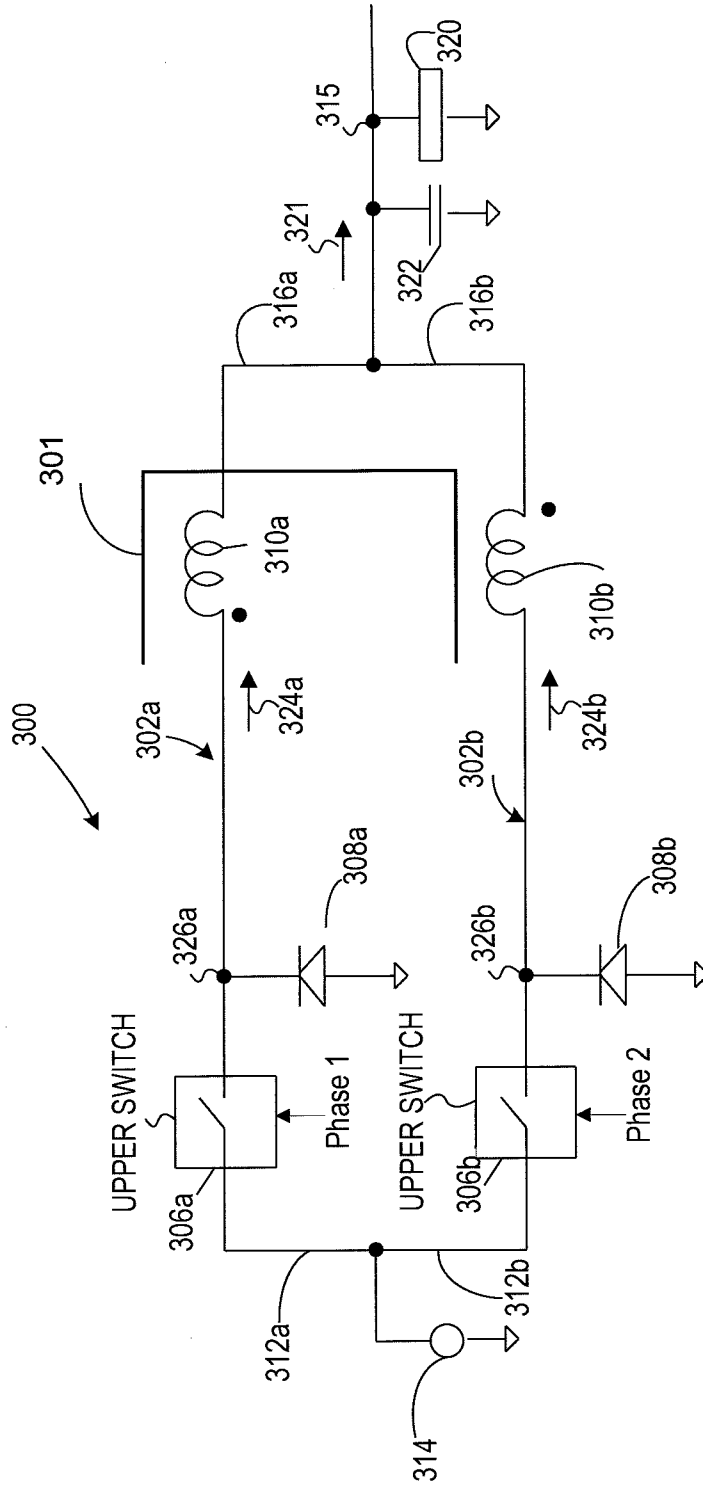 300
301
302a
324a
310a
316a
321
315
320
322
316b
UPPER SWITCH
306a
Phase 1
326a
308a
312a
314
312b
UPPER SWITCH
306b
Phase 2
326b
308b
302b
324b
310b